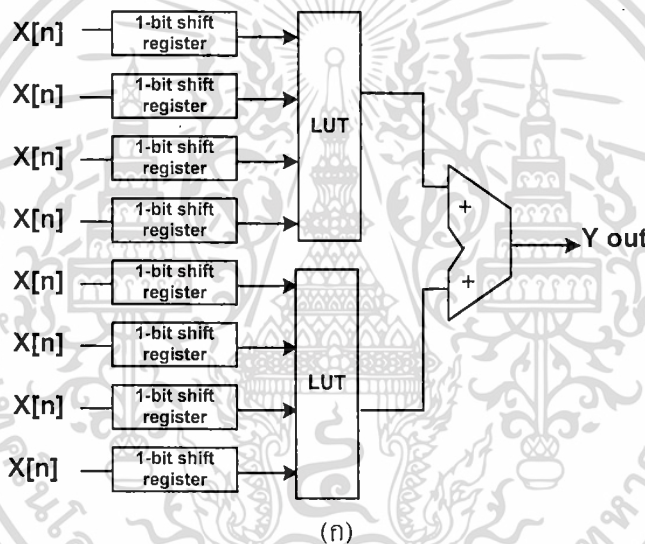 X[n] 1-bit shift register
X[n] 1-bit shift register
X[n] 1-bit shift register
X[n] 1-bit shift register
LUT
X[n] 1-bit shift register
X[n] 1-bit shift register
X[n] 1-bit shift register
X[n] 1-bit shift register
LUT
+
+
Y out
(ก)